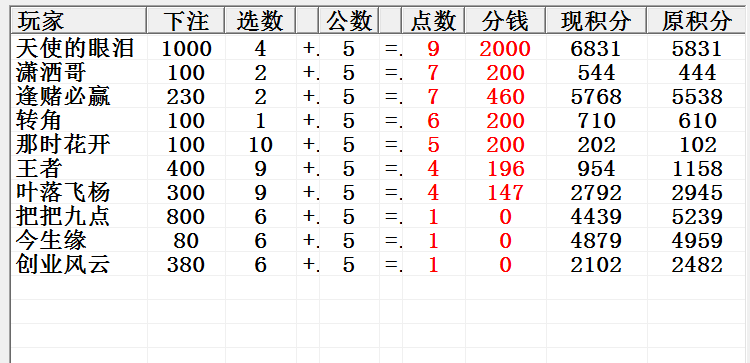 玩家 下注 选数 公数 点数 分钱 现积分 原积分
天使的眼泪 1000 4 +. 5 =. 9 2000 6831 5831
潇洒哥 100 2 +. 5 =. 7 200 544 444
逢赌必赢 230 2 +. 5 =. 7 460 5768 5538
转角 100 1 +. 5 =. 6 200 710 610
那时花开 100 10 +. 5 =. 5 200 202 102
王者 400 9 +. 5 =. 4 196 954 1158
叶落飞杨 300 9 +. 5 =. 4 147 2792 2945
把把九点 800 6 +. 5 =. 1 0 4439 5239
今生缘 80 6 +. 5 =. 1 0 4879 4959
创业风云 380 6 +. 5 =. 1 0 2102 2482